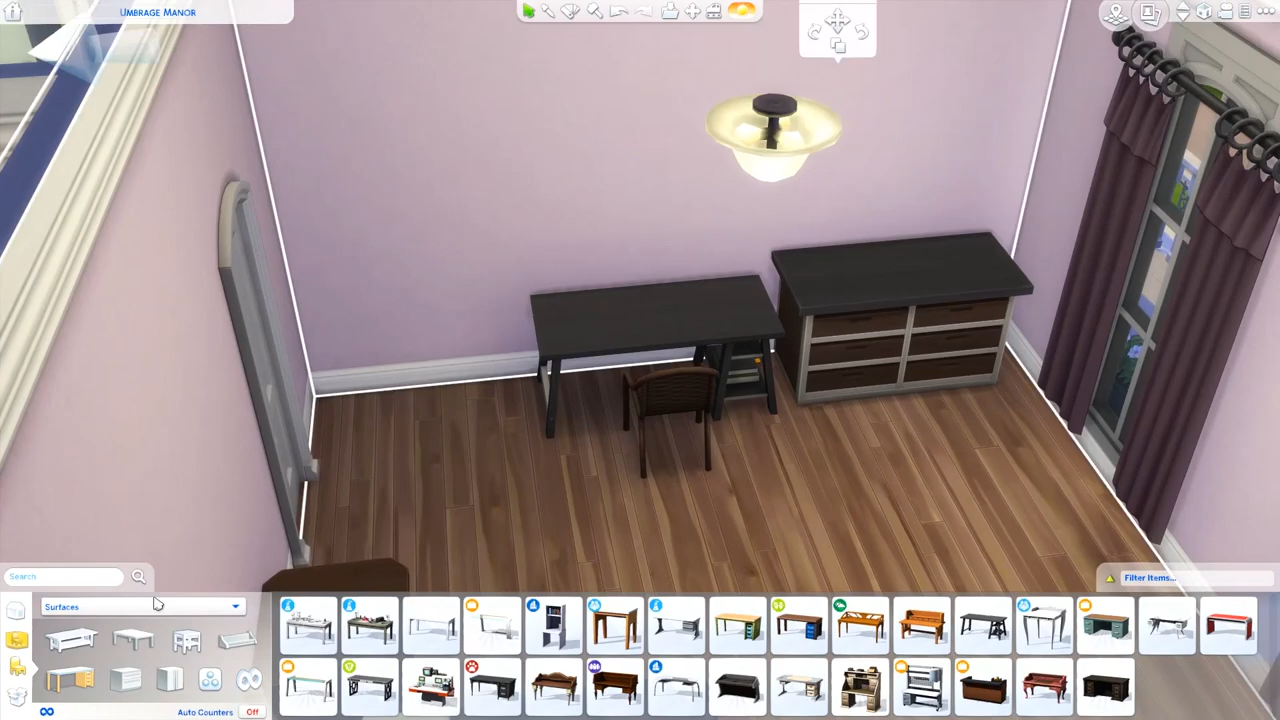 Umbrage Manor
Search
Filter Items...
Surfaces
Auto Counters Off